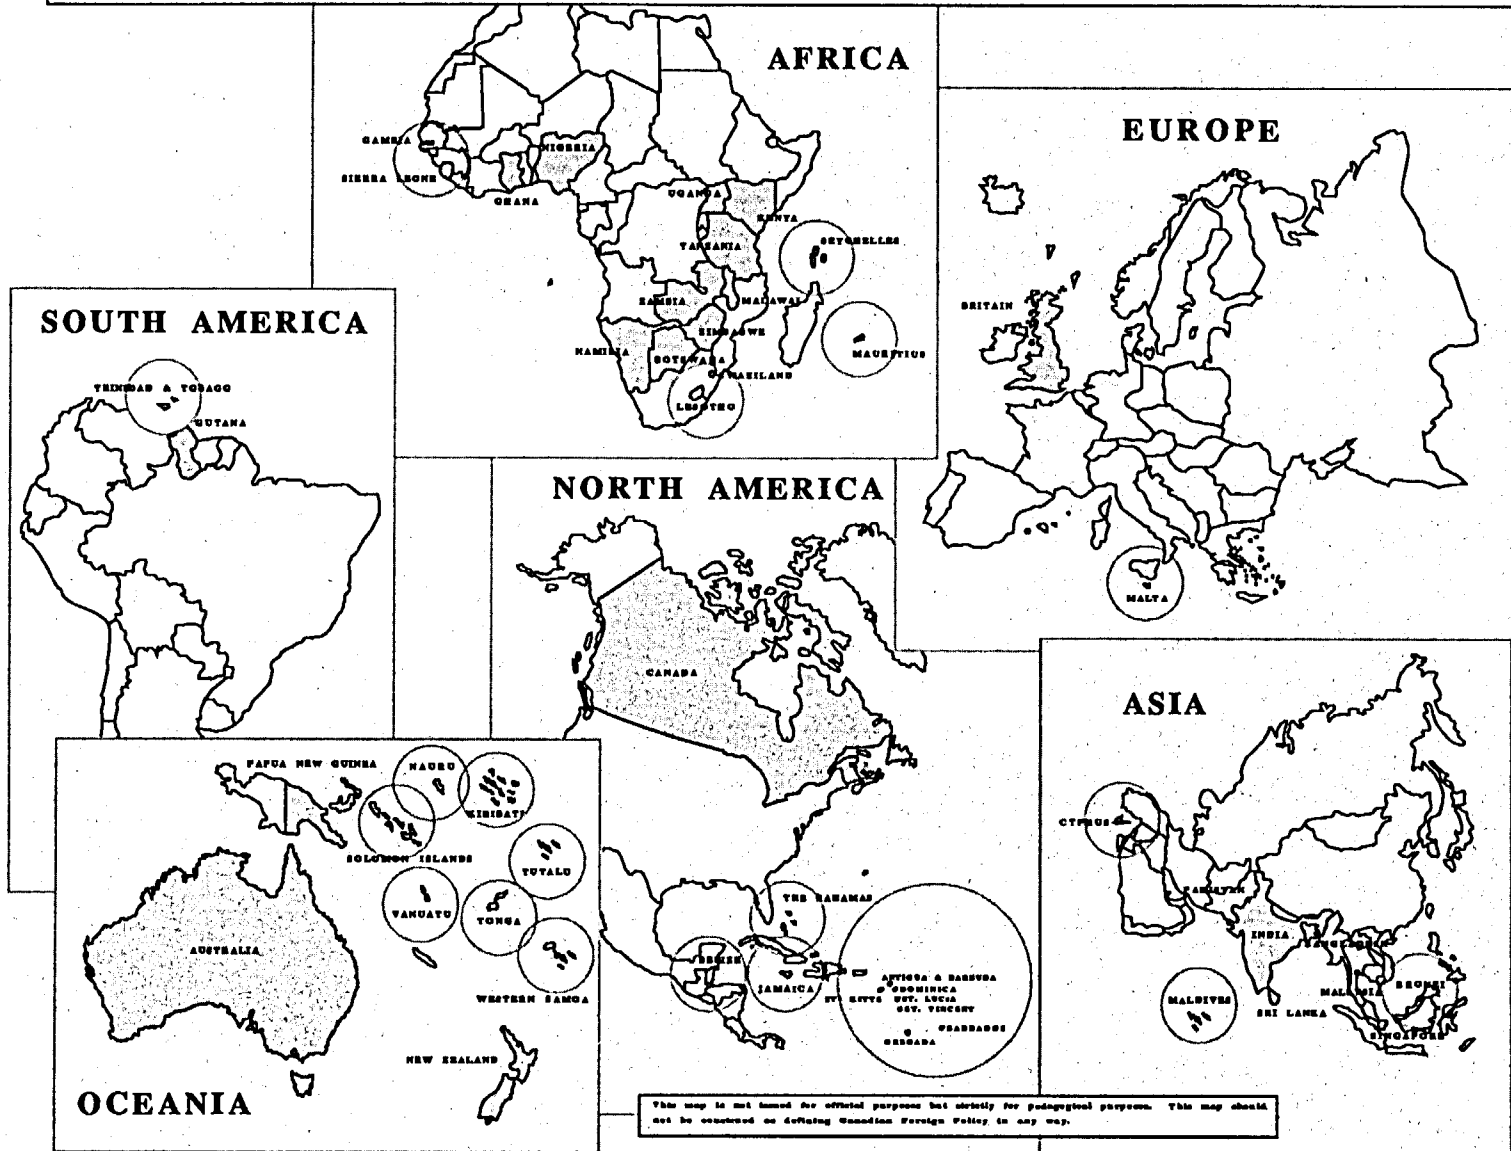 AFRICA
GAMBIA
SIERRA LEONE
GHANA
NIGERIA
UGANDA
KENYA
TANZANIA
SEYCHELLES
ZAMBIA
MALAWI
ZIMBABWE
MAURITIUS
NAMIBIA
BOTSWANA
SWAZILAND
LESOTHO
EUROPE
BRITAIN
MALTA
SOUTH AMERICA
TRINIDAD & TOBAGO
GUYANA
NORTH AMERICA
CANADA
THE BAHAMAS
BELIZE
JAMAICA
ANTIGUA & BARBUDA
DOMINICA
ST KITTS
ST. LUCIA
ST. VINCENT
BARBADOS
GRENADA
ASIA
CYPRUS
PAKISTAN
INDIA
BANGLADESH
MALDIVES
SRI LANKA
MALAYSIA
BRUNEI
SINGAPORE
PAPUA NEW GUINEA
NAURU
KIRIBATI
SOLOMON ISLANDS
TUVALU
VANUATU
TONGA
AUSTRALIA
WESTERN SAMOA
NEW ZEALAND
OCEANIA
This map is not issued for official purposes but strictly for pedagogical purposes. This map should
not be construed as defining Canadian Foreign Policy in any way.